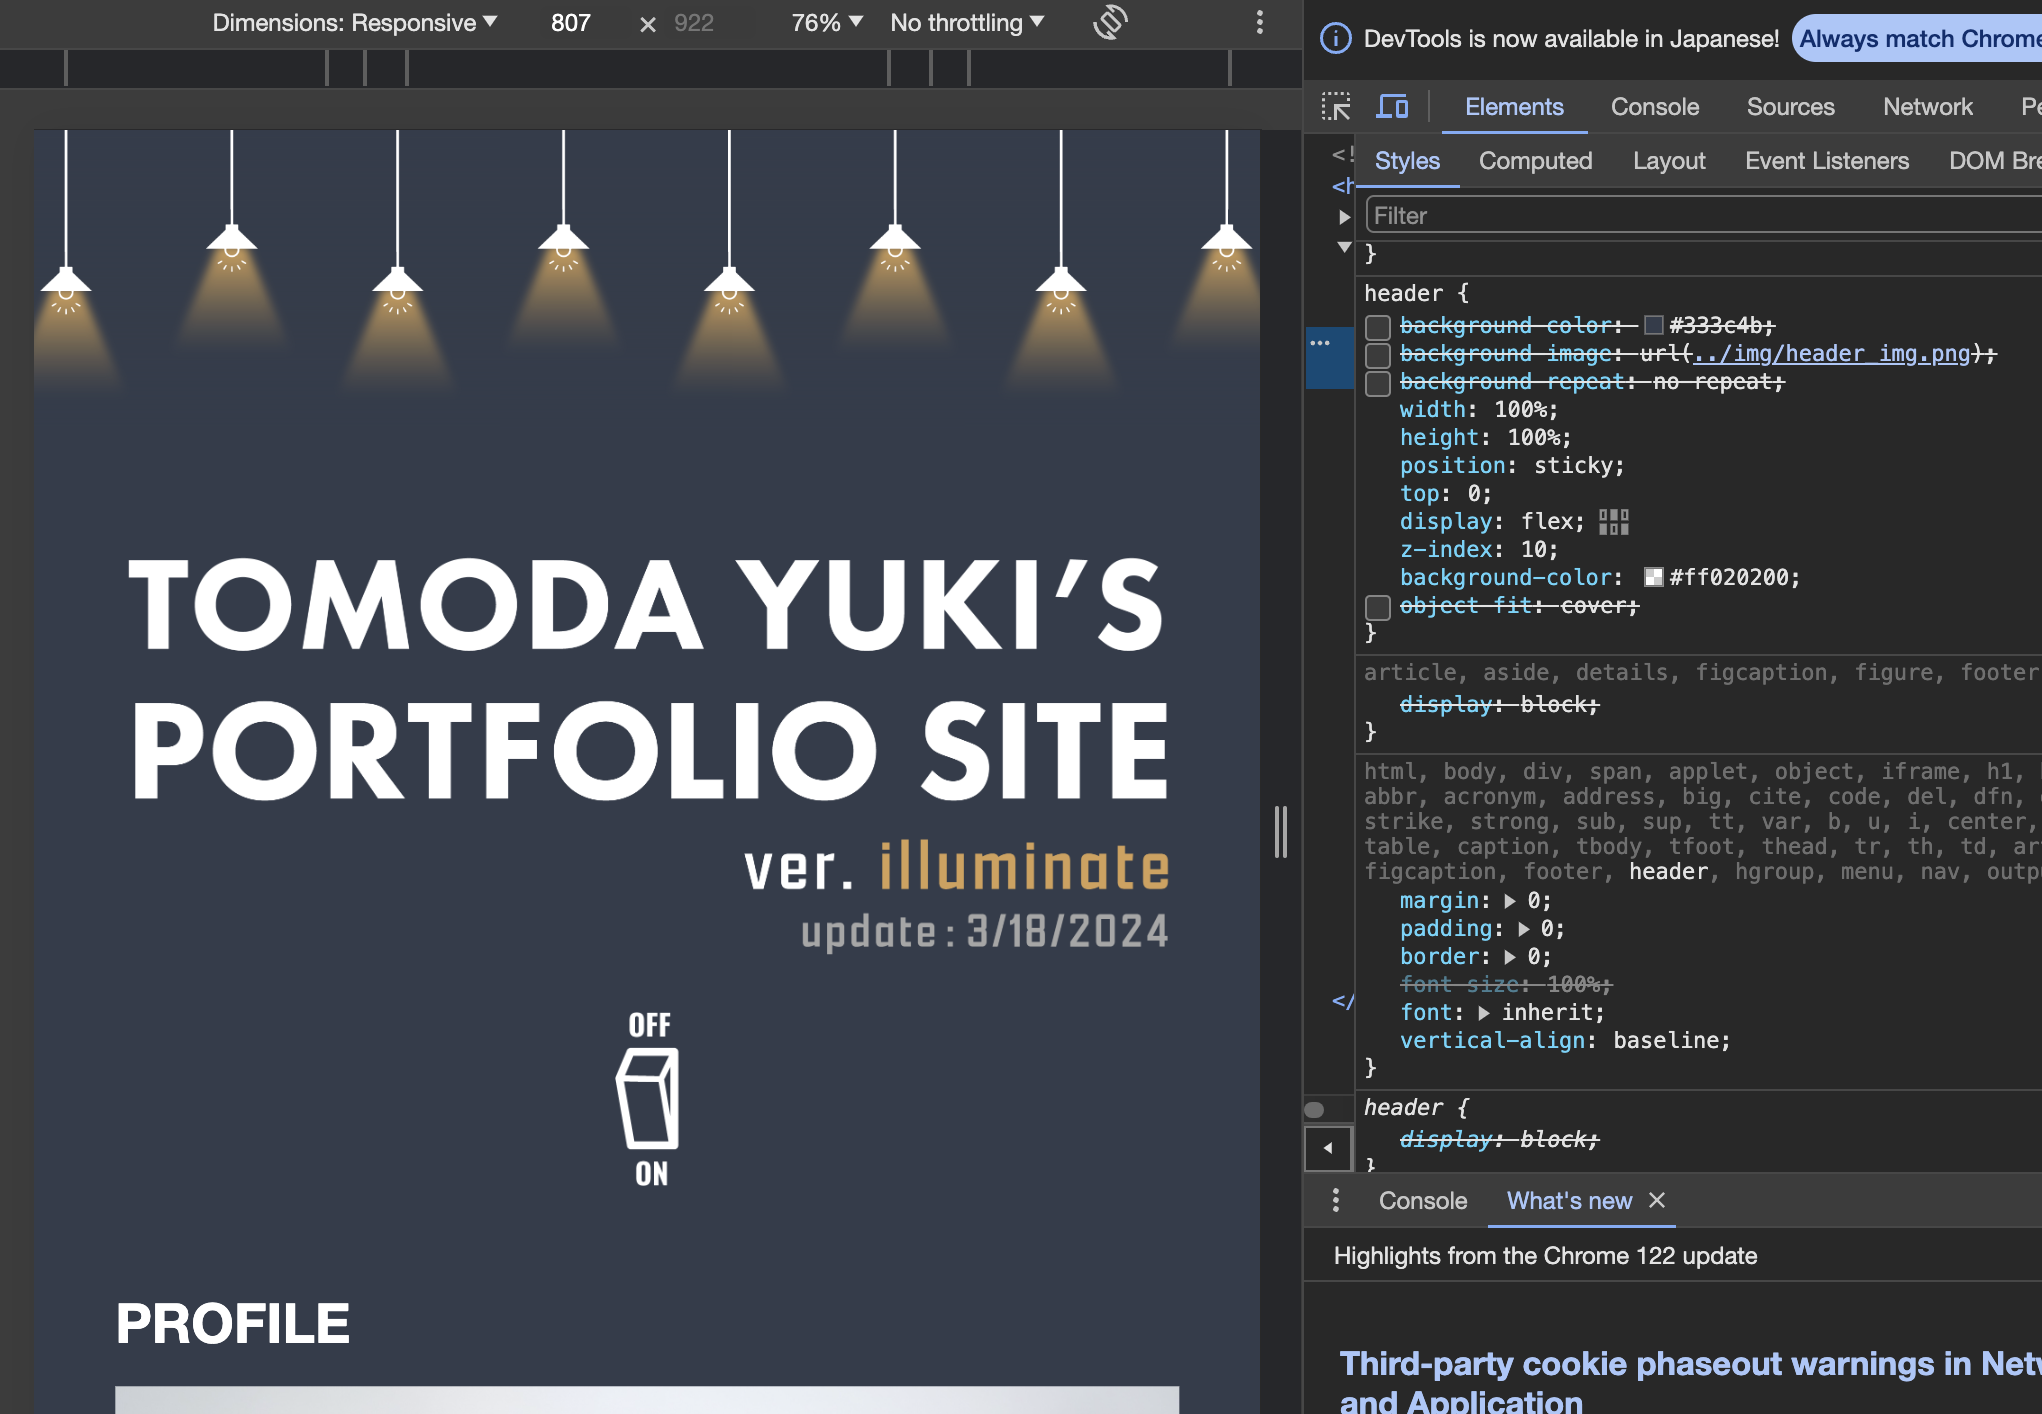 Dimensions: Responsive 807 × 922 76% No throttling
TOMODA YUKI'S
PORTFOLIO SITE
ver. illuminate
update: 3/18/2024
OFF
ON
PROFILE
DevTools is now available in Japanese! Always match Chrome
Elements Console Sources Network Pe
<!
<h
Styles Computed Layout Event Listeners DOM Bre
Filter
}
header {
background-color: #333c4b;
background-image: url(../img/header_img.png);
background-repeat: no-repeat;
width: 100%;
height: 100%;
position: sticky;
top: 0;
display: flex;
z-index: 10;
background-color: #ff020200;
object-fit: cover;
}
article, aside, details, figcaption, figure, footer
display: block;
}
html, body, div, span, applet, object, iframe, h1,
abbr, acronym, address, big, cite, code, del, dfn,
strike, strong, sub, sup, tt, var, b, u, i, center,
table, caption, tbody, tfoot, thead, tr, th, td, ar
figcaption, footer, header, hgroup, menu, nav, outp
margin: 0;
padding: 0;
border: 0;
font-size: 100%;
font: inherit;
vertical-align: baseline;
}
</
header {
display: block;
}
Console What's new
Highlights from the Chrome 122 update
Third-party cookie phaseout warnings in Netw
and Application